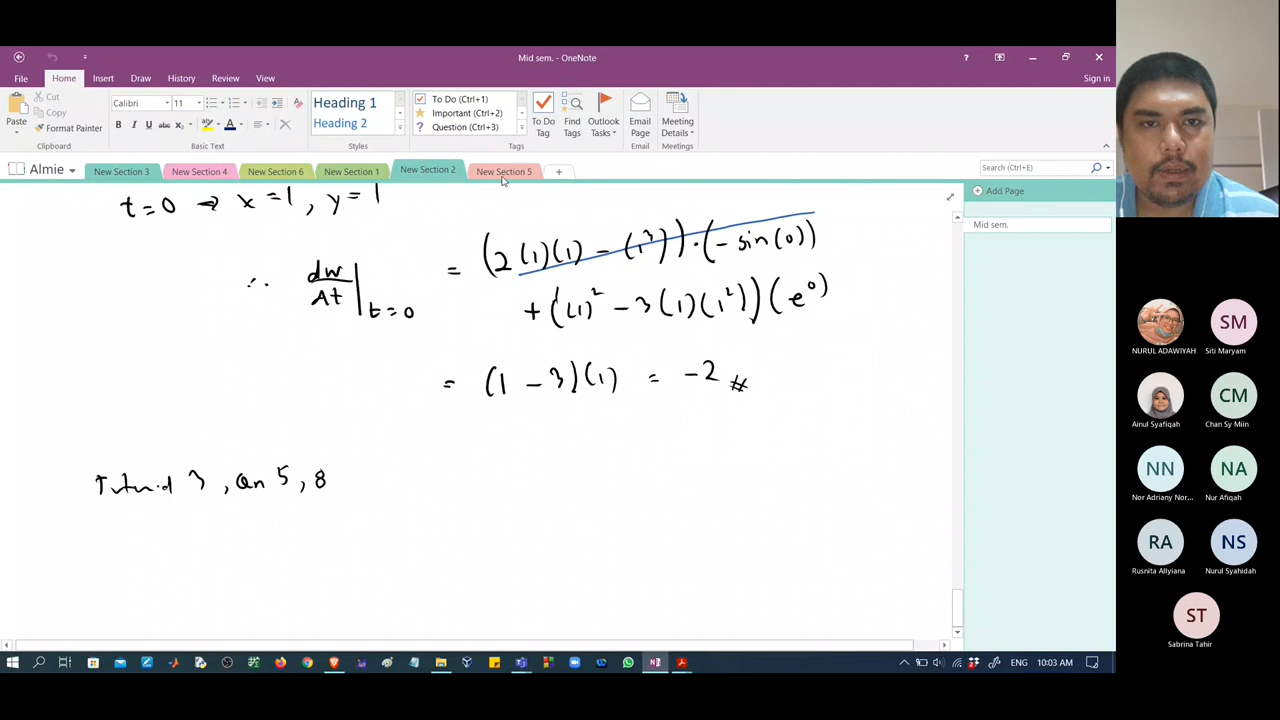 Mid sem. - OneNote
File Home Insert Draw History Review View
Sign in
Paste
Cut
Copy
Format Painter
Clipboard
Calibri 11
B I U abc x₂ A
Basic Text
Heading 1
Heading 2
Styles
To Do (Ctrl+1)
Important (Ctrl+2)
Question (Ctrl+3)
To Do Tag
Find Tags
Outlook Tasks
Tags
Email Page
Email
Meeting Details
Meetings
Almie New Section 3 New Section 4 New Section 6 New Section 1 New Section 2 New Section 5
Search (Ctrl+E)
Add Page
Mid sem.
t=0 → x=1, y=1
∴ dw/dt|t=0 = (2(1)(1) - (1³)) · (-sin(0))
+ ((1)² - 3(1)(1²))(e⁰)
= (1 - 3)(1) = -2 #
Tutorial 3, Qn 5, 8
NURUL ADAWIYAH
SM
Siti Maryam
Ainul Syafiqah
CM
Chan Sy Miin
NN
Nor Adriany Nor...
NA
Nur Afiqah
RA
Rusnita Allyiana
NS
Nurul Syahidah
ST
Sabrina Tahir
ENG 10:03 AM